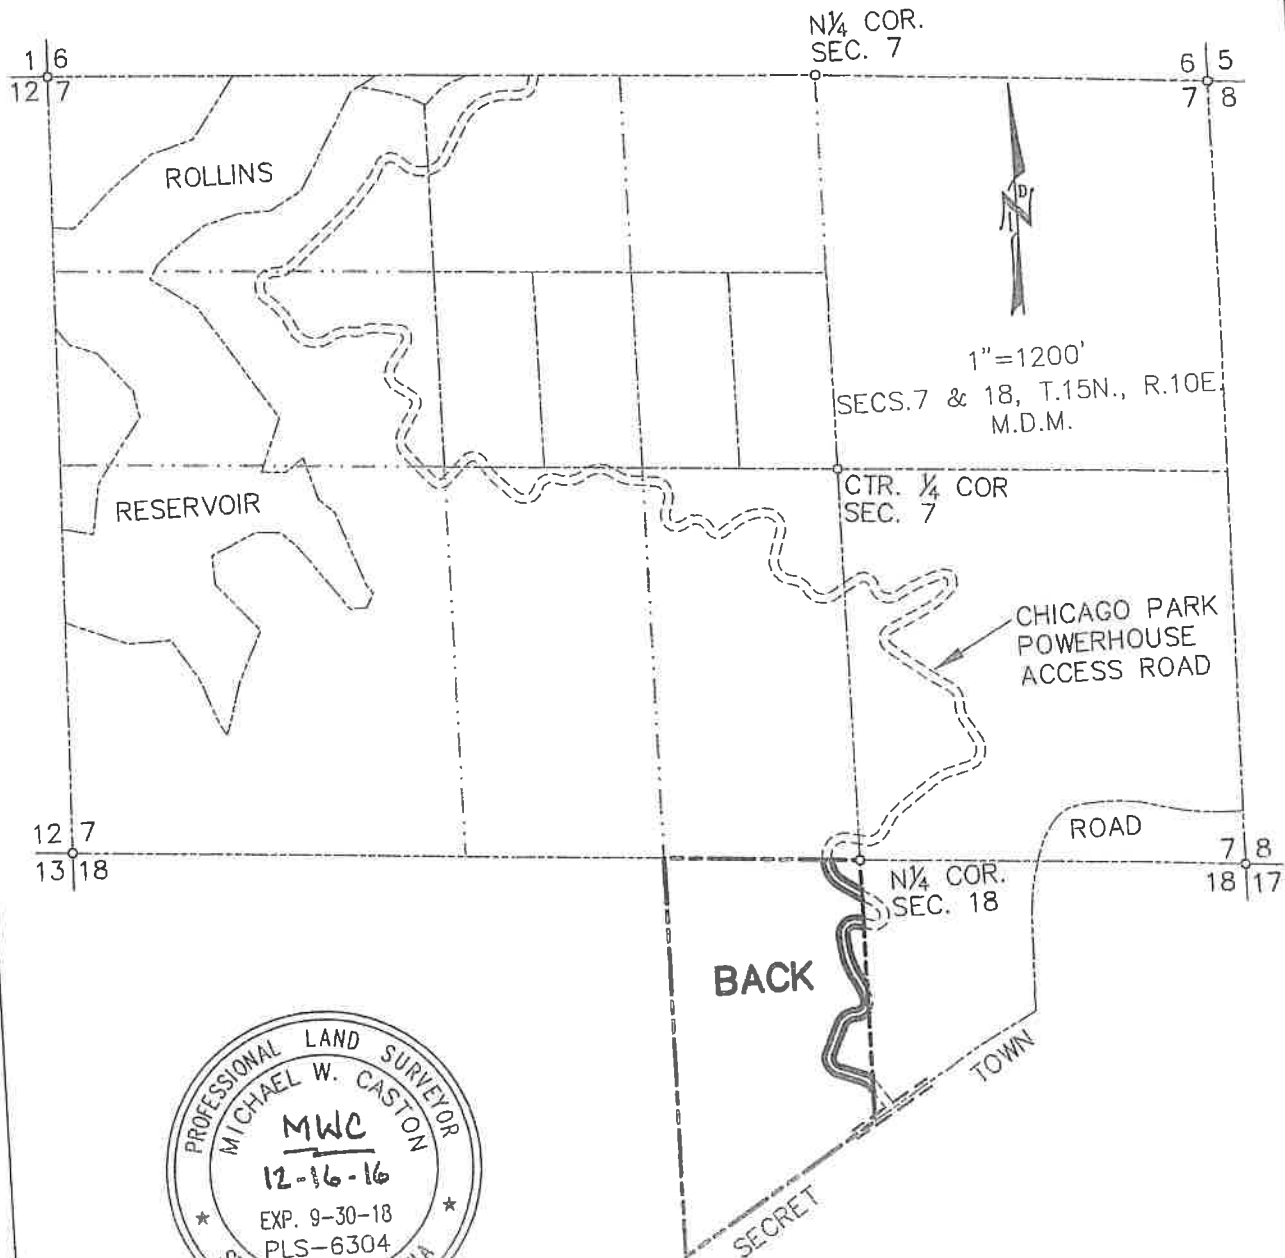 N¼ COR.
SEC. 7
1|6
12|7
6|5
7|8
ROLLINS
N
I D
1"=1200'
SECS.7 & 18, T.15N., R.10E.
M.D.M.
RESERVOIR
CTR. ¼ COR
SEC. 7
CHICAGO PARK
POWERHOUSE
ACCESS ROAD
ROAD
12|7
13|18
7|8
18|17
N¼ COR.
SEC. 18
BACK
TOWN
SECRET
PROFESSIONAL LAND SURVEYOR
MICHAEL W. CASTON
MWC
12-16-16
EXP. 9-30-18
PLS-6304